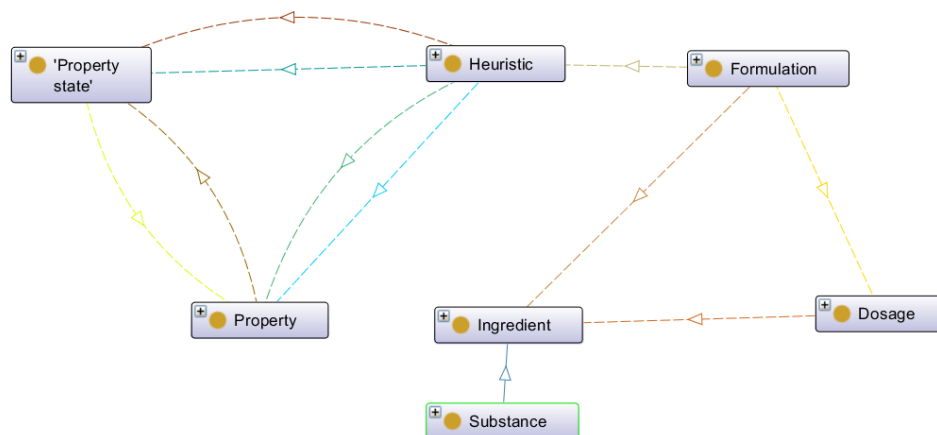 'Property
state'
Heuristic
Formulation
Property
Ingredient
Dosage
Substance